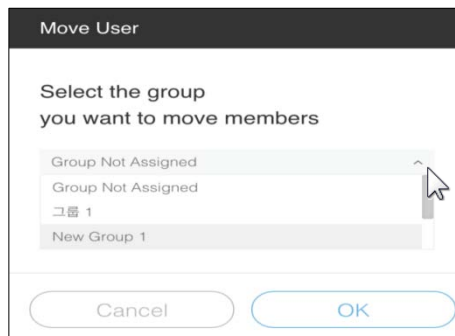 Move User
Select the group
you want to move members
Group Not Assigned
Group Not Assigned
그룹 1
New Group 1
Cancel
OK